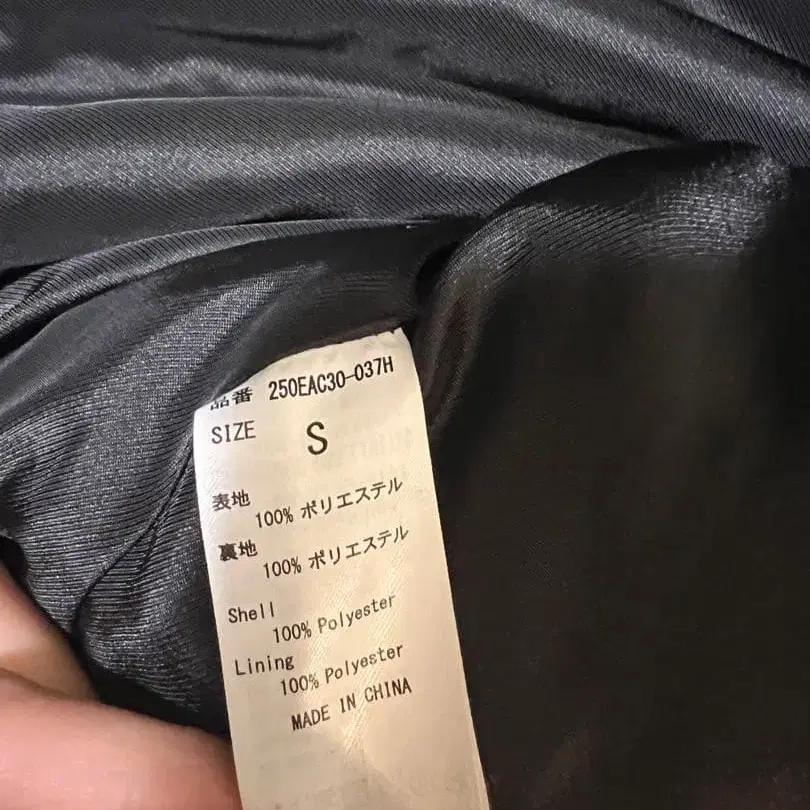 品番 250EAC30-037H
SIZE S
表地
100% ポリエステル
裏地
100% ポリエステル
Shell
100% Polyester
Lining
100% Polyester
MADE IN CHINA